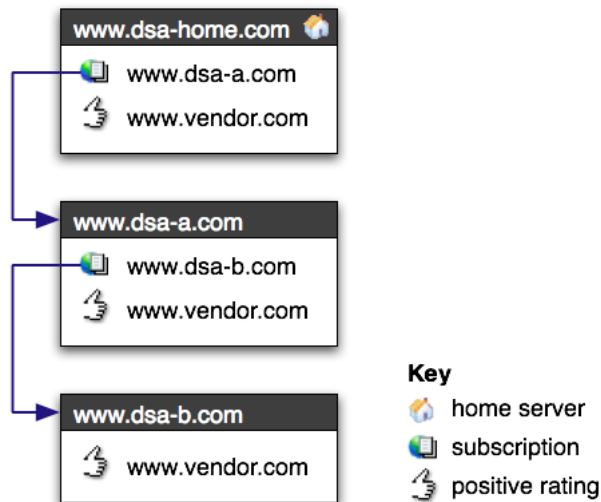 www.dsa-home.com
www.dsa-a.com
www.vendor.com
www.dsa-a.com
www.dsa-b.com
www.vendor.com
www.dsa-b.com
www.vendor.com
Key
home server
subscription
positive rating